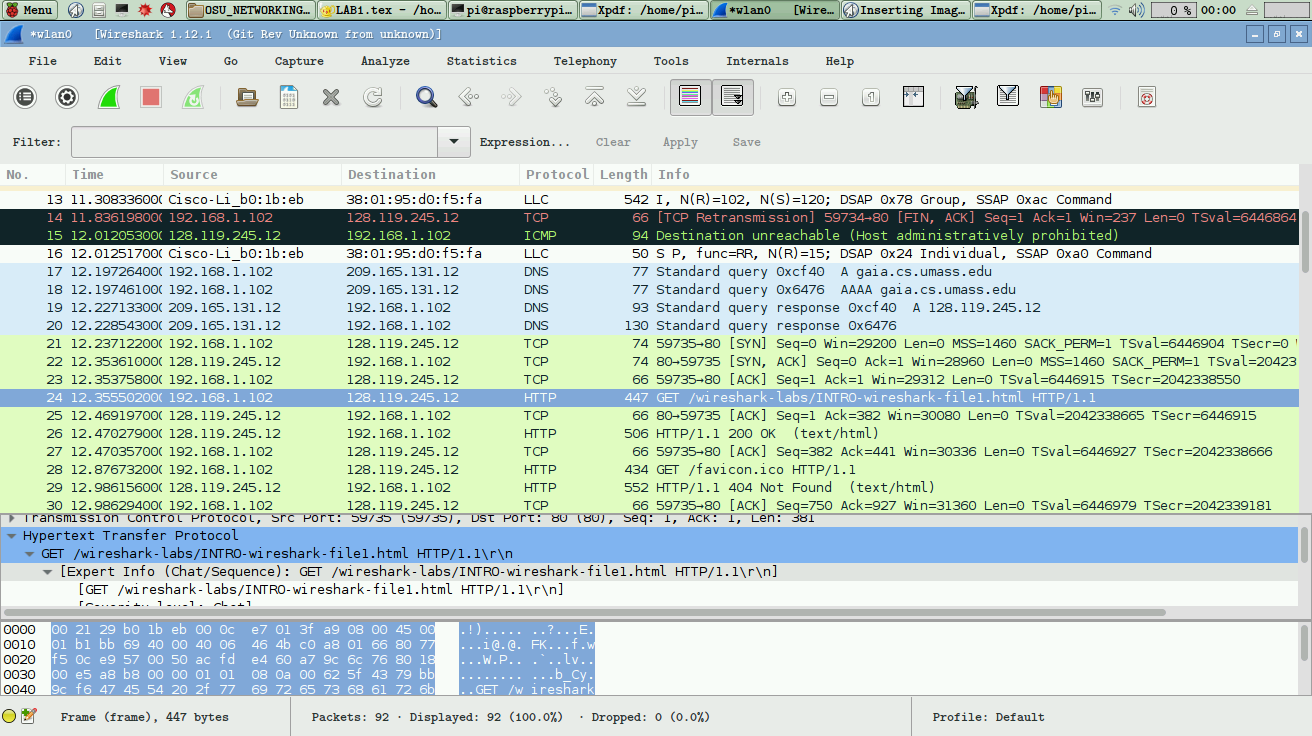 Menu OSU_NETWORKING... LAB1.tex – /ho... pi@raspberrypi... Xpdf: /home/pi... *wlan0 [Wire... Inserting Imag... Xpdf: /home/pi... 0 % 00:00
*wlan0 [Wireshark 1.12.1 (Git Rev Unknown from unknown)]
File Edit View Go Capture Analyze Statistics Telephony Tools Internals Help
Filter: Expression... Clear Apply Save
No. Time Source Destination Protocol Length Info
13 11.308336000 Cisco-Li_b0:1b:eb 38:01:95:d0:f5:fa LLC 542 I, N(R)=102, N(S)=120; DSAP 0x78 Group, SSAP 0xac Command
14 11.836198000 192.168.1.102 128.119.245.12 TCP 66 [TCP Retransmission] 59734→80 [FIN, ACK] Seq=1 Ack=1 Win=237 Len=0 TSval=6446864
15 12.012053000 128.119.245.12 192.168.1.102 ICMP 94 Destination unreachable (Host administratively prohibited)
16 12.012517000 Cisco-Li_b0:1b:eb 38:01:95:d0:f5:fa LLC 50 S P, func=RR, N(R)=15; DSAP 0x24 Individual, SSAP 0xa0 Command
17 12.197264000 192.168.1.102 209.165.131.12 DNS 77 Standard query 0xcf40 A gaia.cs.umass.edu
18 12.197461000 192.168.1.102 209.165.131.12 DNS 77 Standard query 0x6476 AAAA gaia.cs.umass.edu
19 12.227133000 209.165.131.12 192.168.1.102 DNS 93 Standard query response 0xcf40 A 128.119.245.12
20 12.228543000 209.165.131.12 192.168.1.102 DNS 130 Standard query response 0x6476
21 12.237122000 192.168.1.102 128.119.245.12 TCP 74 59735→80 [SYN] Seq=0 Win=29200 Len=0 MSS=1460 SACK_PERM=1 TSval=6446904 TSecr=0
22 12.353610000 128.119.245.12 192.168.1.102 TCP 74 80→59735 [SYN, ACK] Seq=0 Ack=1 Win=28960 Len=0 MSS=1460 SACK_PERM=1 TSval=20423
23 12.353758000 192.168.1.102 128.119.245.12 TCP 66 59735→80 [ACK] Seq=1 Ack=1 Win=29312 Len=0 TSval=6446915 TSecr=2042338550
24 12.355502000 192.168.1.102 128.119.245.12 HTTP 447 GET /wireshark-labs/INTRO-wireshark-file1.html HTTP/1.1
25 12.469197000 128.119.245.12 192.168.1.102 TCP 66 80→59735 [ACK] Seq=1 Ack=382 Win=30080 Len=0 TSval=2042338665 TSecr=6446915
26 12.470279000 128.119.245.12 192.168.1.102 HTTP 506 HTTP/1.1 200 OK (text/html)
27 12.470357000 192.168.1.102 128.119.245.12 TCP 66 59735→80 [ACK] Seq=382 Ack=441 Win=30336 Len=0 TSval=6446927 TSecr=2042338666
28 12.876732000 192.168.1.102 128.119.245.12 HTTP 434 GET /favicon.ico HTTP/1.1
29 12.986156000 128.119.245.12 192.168.1.102 HTTP 552 HTTP/1.1 404 Not Found (text/html)
30 12.986294000 192.168.1.102 128.119.245.12 TCP 66 59735→80 [ACK] Seq=750 Ack=927 Win=31360 Len=0 TSval=6446979 TSecr=2042339181
Transmission Control Protocol, Src Port: 59735 (59735), Dst Port: 80 (80), Seq: 1, Ack: 1, Len: 381
Hypertext Transfer Protocol
GET /wireshark-labs/INTRO-wireshark-file1.html HTTP/1.1\r\n
[Expert Info (Chat/Sequence): GET /wireshark-labs/INTRO-wireshark-file1.html HTTP/1.1\r\n]
[GET /wireshark-labs/INTRO-wireshark-file1.html HTTP/1.1\r\n]
[Severity level: Chat]
0000 00 21 29 b0 1b eb 00 0c e7 01 3f a9 08 00 45 00 .!)..... ..?...E.
0010 01 b1 bb 69 40 00 40 06 46 4b c0 a8 01 66 80 77 ...i@.@. FK...f.w
0020 f5 0c e9 57 00 50 ac fd e4 60 a7 9c 6c 76 80 18 ...W.P.. .`..lv..
0030 00 e5 a8 b8 00 00 01 01 08 0a 00 62 5f 43 79 bb ........ ...b_Cy.
0040 9c f6 47 45 54 20 2f 77 69 72 65 73 68 61 72 6b ..GET /w ireshark
Frame (frame), 447 bytes Packets: 92 · Displayed: 92 (100.0%) · Dropped: 0 (0.0%) Profile: Default